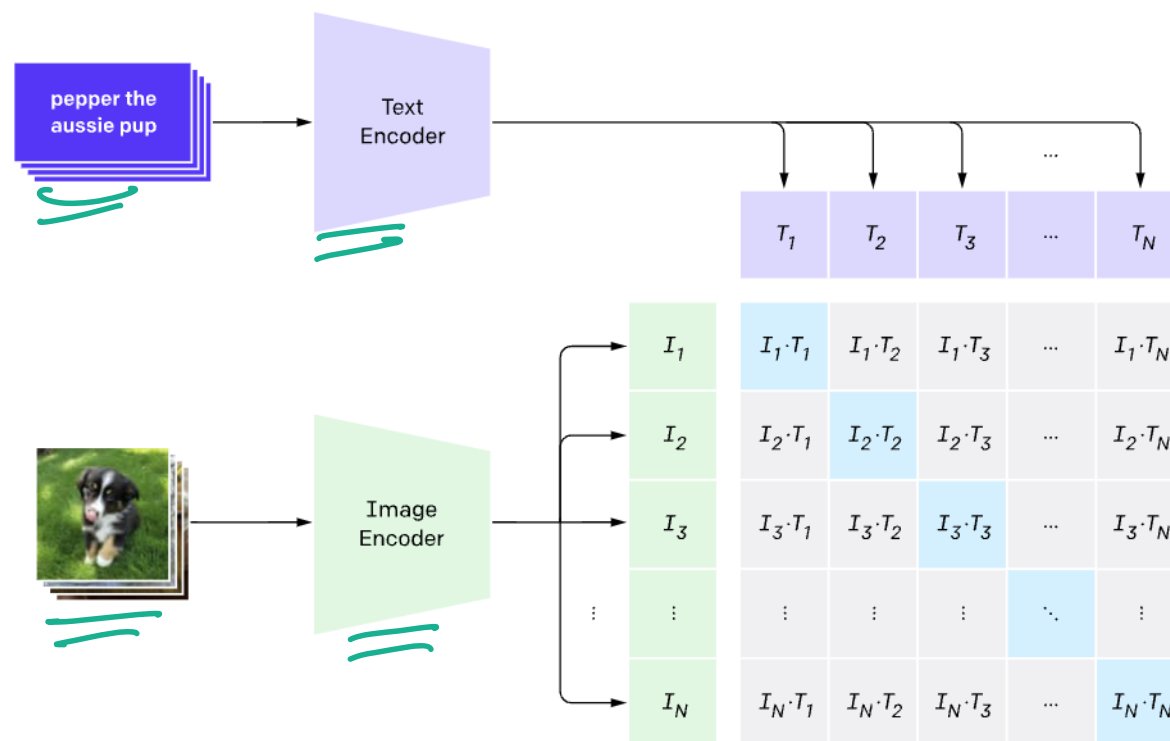 pepper the
aussie pup
Text
Encoder
...
T1 T2 T3 ... TN
I1 I1·T1 I1·T2 I1·T3 ... I1·TN
I2 I2·T1 I2·T2 I2·T3 ... I2·TN
Image
Encoder
I3 I3·T1 I3·T2 I3·T3 ... I3·TN
⋮ ⋮ ⋮ ⋮ ⋮ ⋱ ⋮
IN IN·T1 IN·T2 IN·T3 ... IN·TN